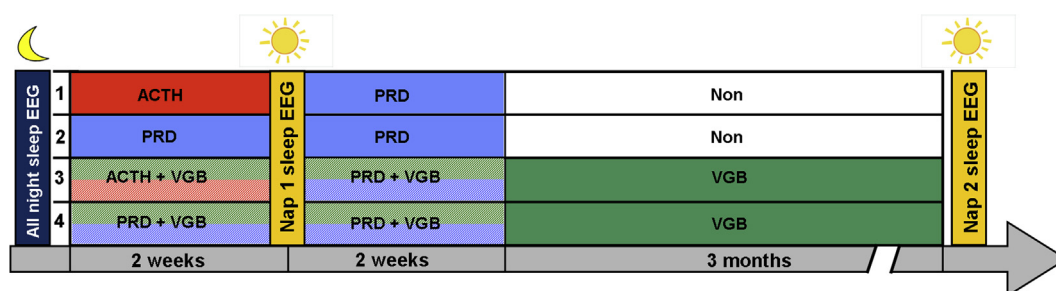 All night sleep EEG
1 ACTH PRD Non
2 PRD PRD Non
3 ACTH + VGB PRD + VGB VGB
4 PRD + VGB PRD + VGB VGB
Nap 1 sleep EEG
Nap 2 sleep EEG
2 weeks 2 weeks 3 months